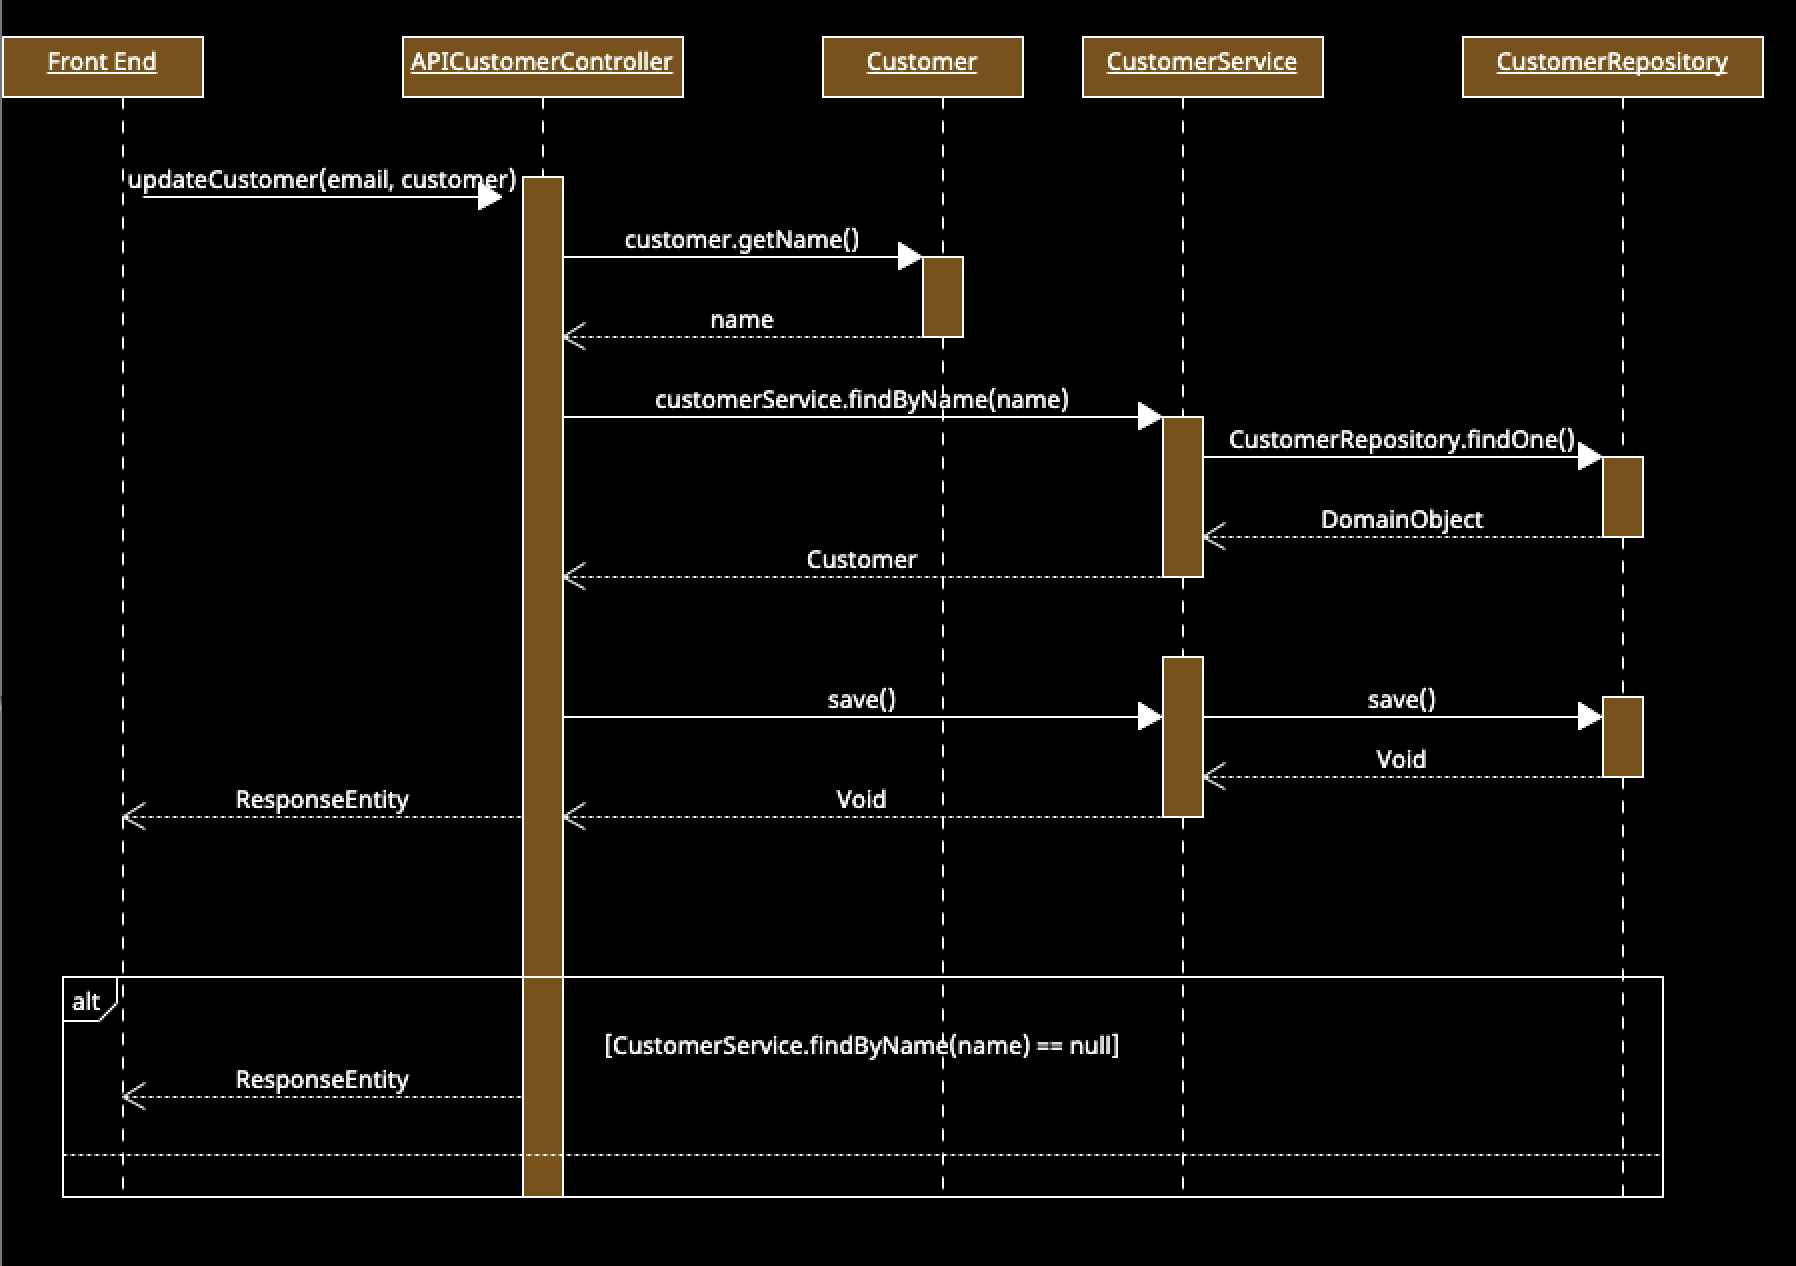 Front End
APICustomerController
Customer
CustomerService
CustomerRepository
updateCustomer(email, customer)
customer.getName()
name
customerService.findByName(name)
CustomerRepository.findOne()
DomainObject
Customer
save()
save()
Void
ResponseEntity
Void
alt
[CustomerService.findByName(name) == null]
ResponseEntity